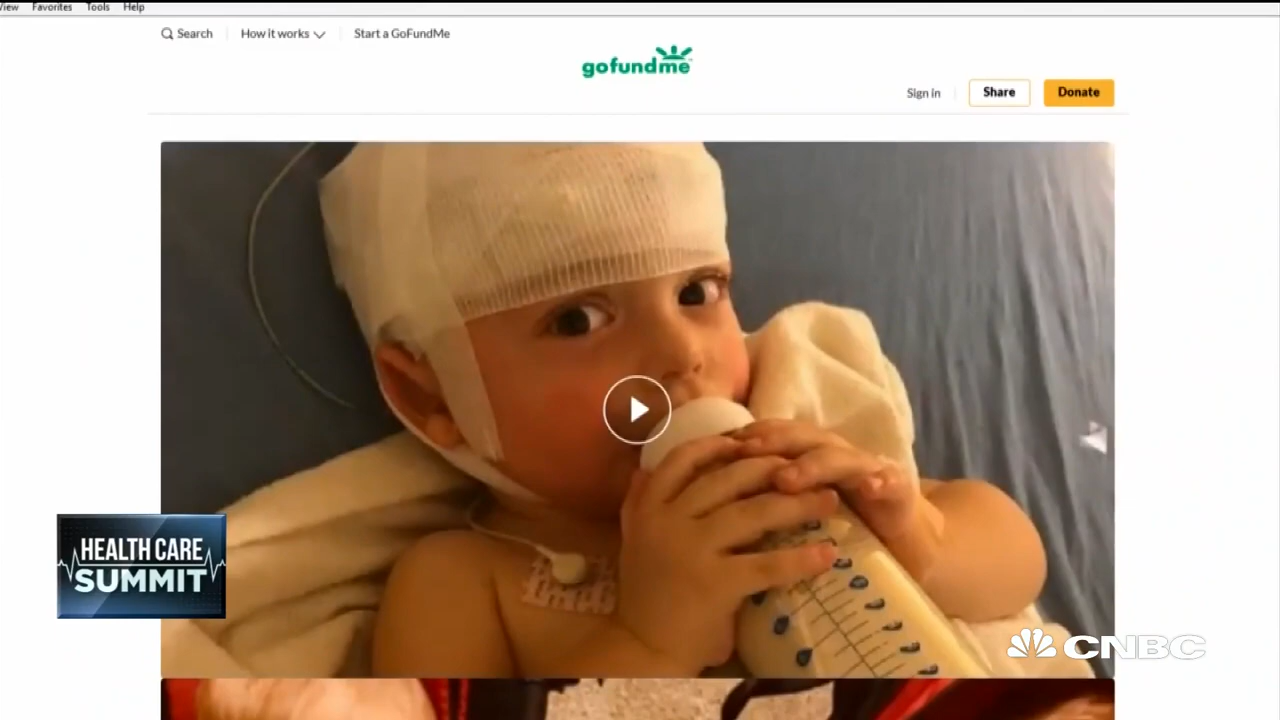 View Favorites Tools Help
Search How it works Start a GoFundMe
gofundme
Sign in Share Donate
HEALTH CARE
SUMMIT
CNBC